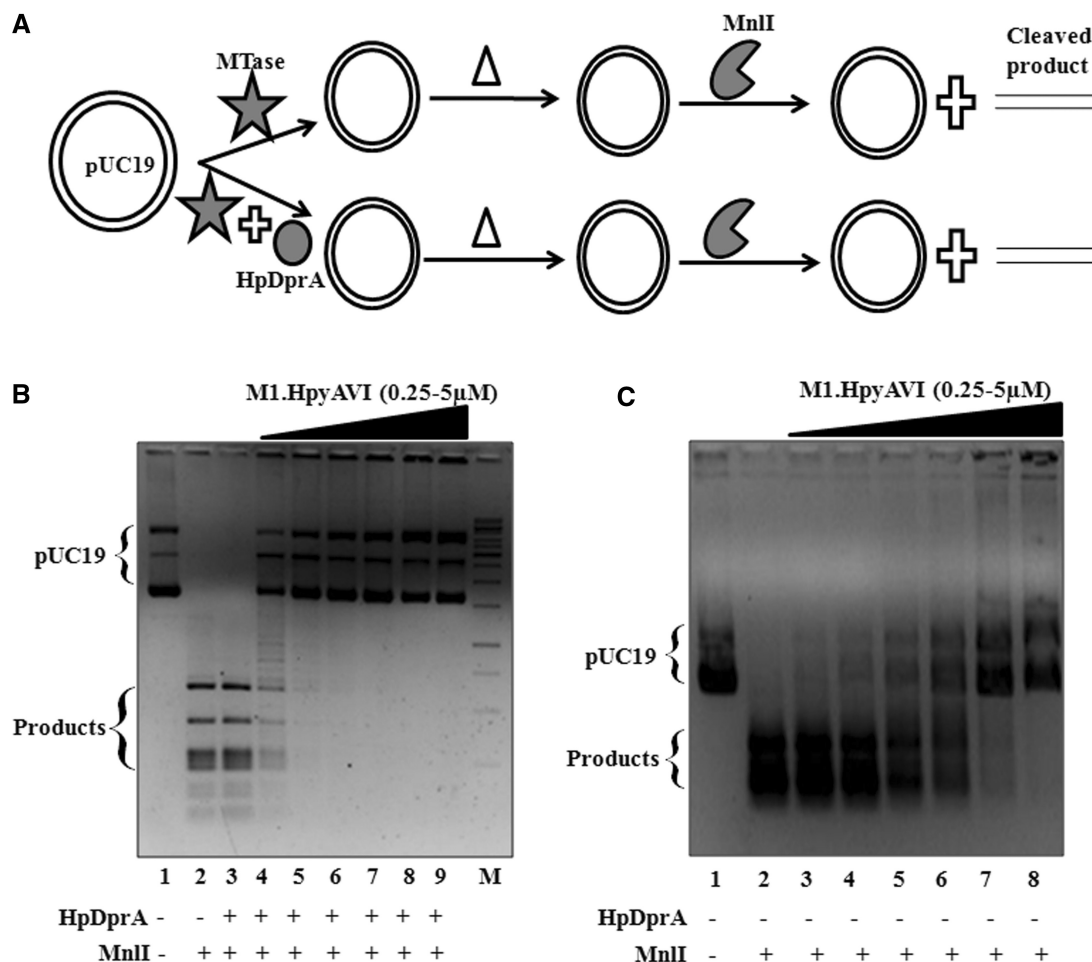 A
MTase
pUC19
HpDprA
MnlI
Cleaved
product
B
M1.HpyAVI (0.25-5µM)
pUC19
Products
1 2 3 4 5 6 7 8 9 M
HpDprA - - + + + + + + +
MnlI - + + + + + + + +
C
M1.HpyAVI (0.25-5µM)
pUC19
Products
1 2 3 4 5 6 7 8
HpDprA - - - - - - - -
MnlI - + + + + + + +